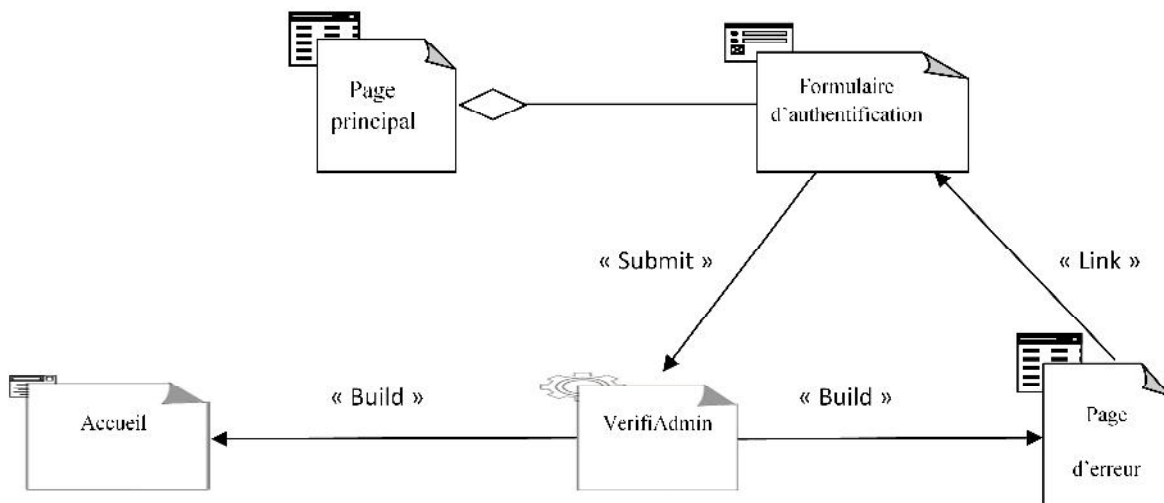 Page
principal
Formulaire
d'authentification
« Submit »
« Link »
« Build »
« Build »
Accueil
VerifiAdmin
Page
d'erreur